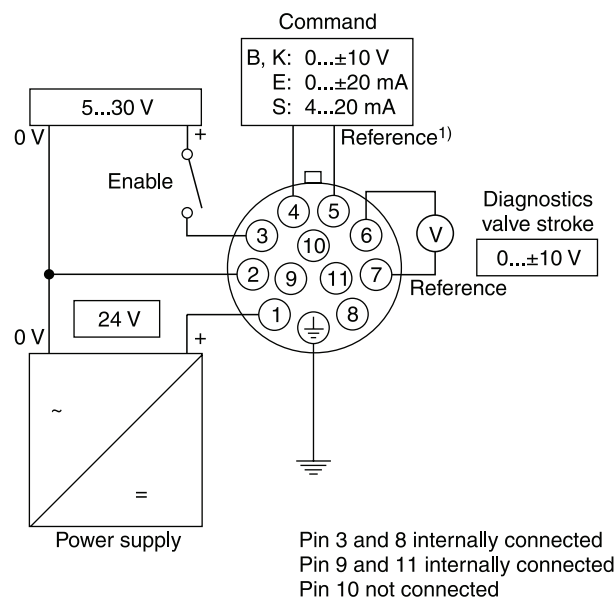 Command
B, K: 0...±10 V
E: 0...±20 mA
S: 4...20 mA
5...30 V
0 V
+
Reference1)
Enable
4
5
3
6
10
V
Diagnostics
valve stroke
0...±10 V
2
9
11
7
Reference
24 V
1
8
0 V
+
~
=
Power supply
Pin 3 and 8 internally connected
Pin 9 and 11 internally connected
Pin 10 not connected